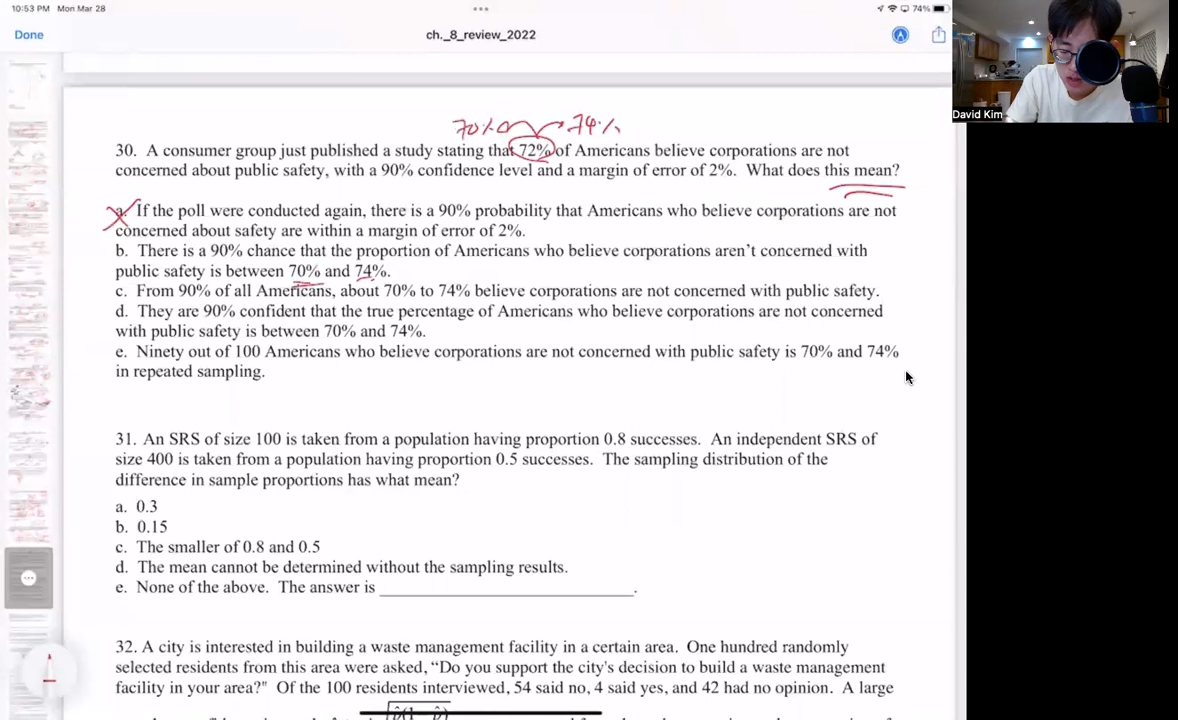 10:53 PM Mon Mar 28
74%
Done
ch._8_review_2022
David Kim
70% 74%
30. A consumer group just published a study stating that 72% of Americans believe corporations are not
concerned about public safety, with a 90% confidence level and a margin of error of 2%. What does this mean?
a. If the poll were conducted again, there is a 90% probability that Americans who believe corporations are not
concerned about safety are within a margin of error of 2%.
b. There is a 90% chance that the proportion of Americans who believe corporations aren't concerned with
public safety is between 70% and 74%.
c. From 90% of all Americans, about 70% to 74% believe corporations are not concerned with public safety.
d. They are 90% confident that the true percentage of Americans who believe corporations are not concerned
with public safety is between 70% and 74%.
e. Ninety out of 100 Americans who believe corporations are not concerned with public safety is 70% and 74%
in repeated sampling.
31. An SRS of size 100 is taken from a population having proportion 0.8 successes. An independent SRS of
size 400 is taken from a population having proportion 0.5 successes. The sampling distribution of the
difference in sample proportions has what mean?
a. 0.3
b. 0.15
c. The smaller of 0.8 and 0.5
d. The mean cannot be determined without the sampling results.
e. None of the above. The answer is ____________________.
32. A city is interested in building a waste management facility in a certain area. One hundred randomly
selected residents from this area were asked, "Do you support the city's decision to build a waste management
facility in your area?" Of the 100 residents interviewed, 54 said no, 4 said yes, and 42 had no opinion. A large